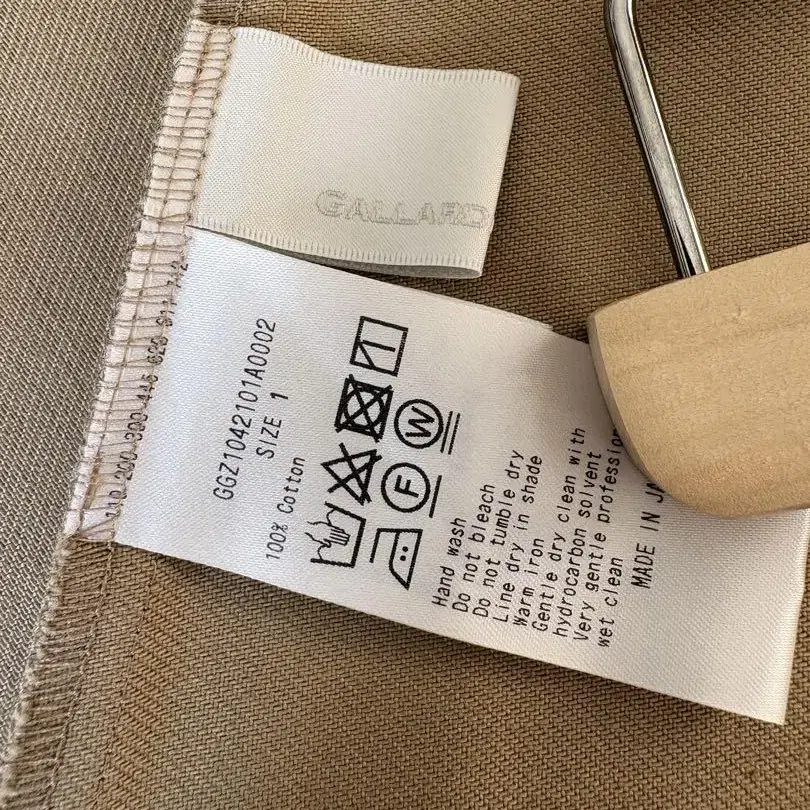 GALLARD
GGZ1042101A0002
SIZE 1
100% Cotton
W
F
Hand wash
Do not bleach
Do not tumble dry
Line dry in shade
Warm iron
Gentle dry clean with
hydrocarbon solvent
Very gentle profession
wet clean
MADE IN JA